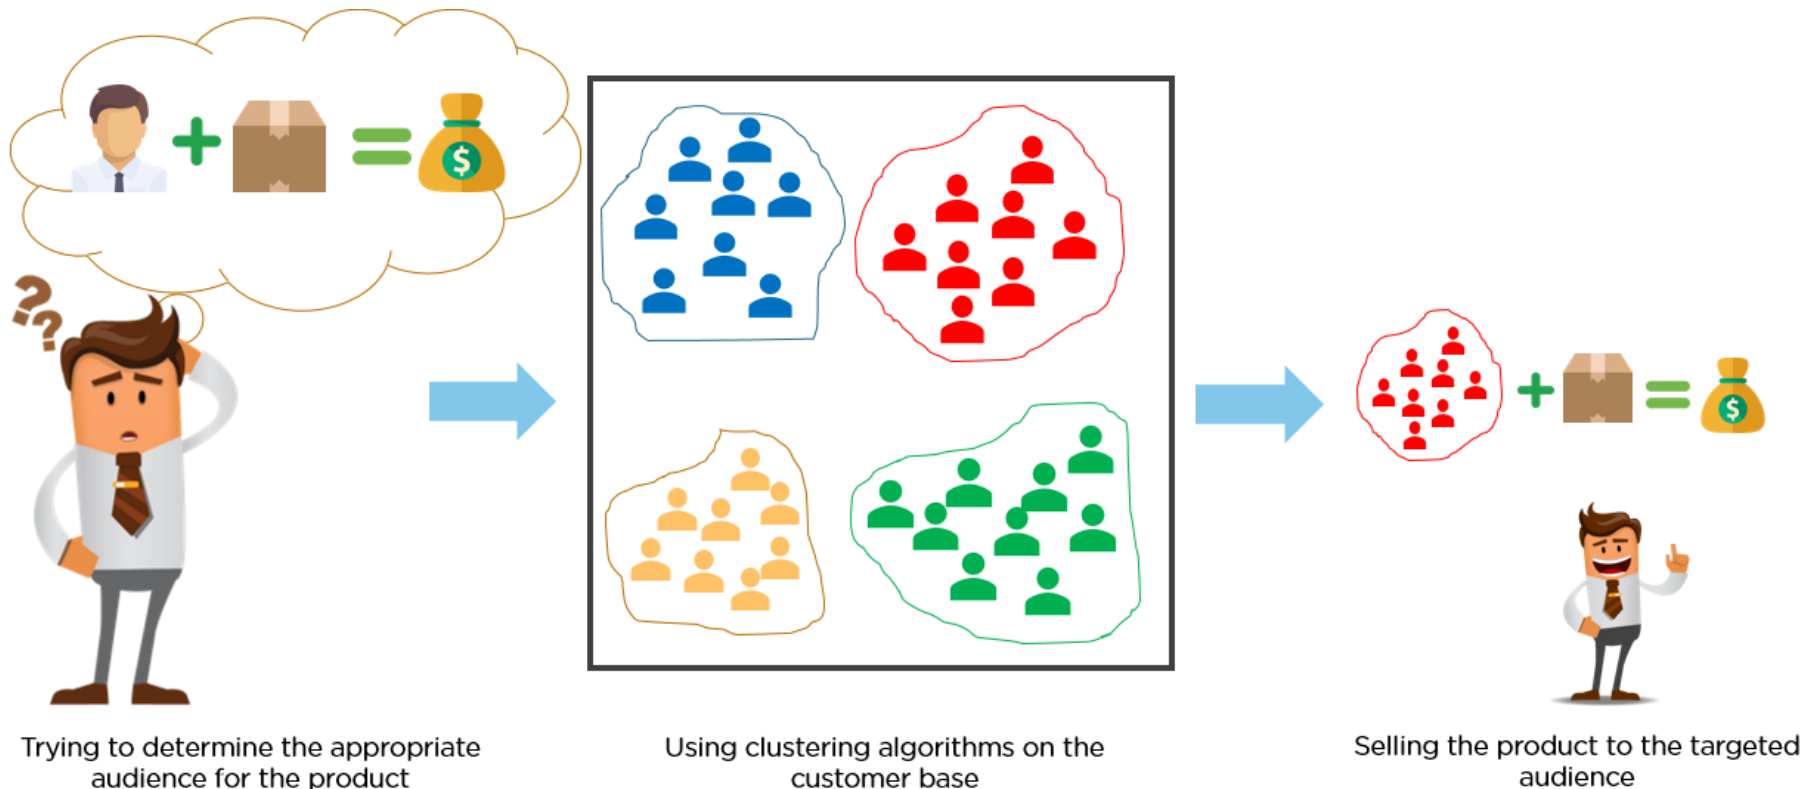 $
??
$
Trying to determine the appropriate
audience for the product
Using clustering algorithms on the
customer base
Selling the product to the targeted
audience